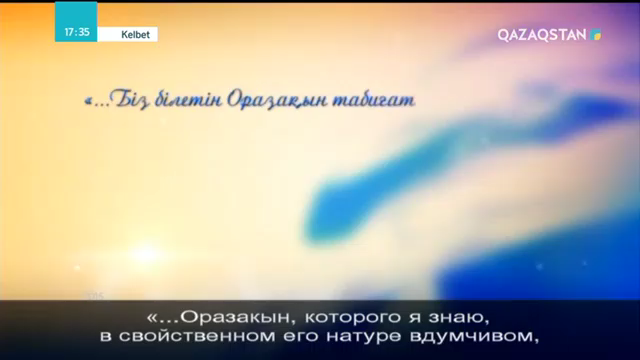 17:35
Kelbet
QAZAQSTAN
«...Біз білетін Оразақын табиғат
«...Оразакын, которого я знаю,
в свойственном его натуре вдумчивом,